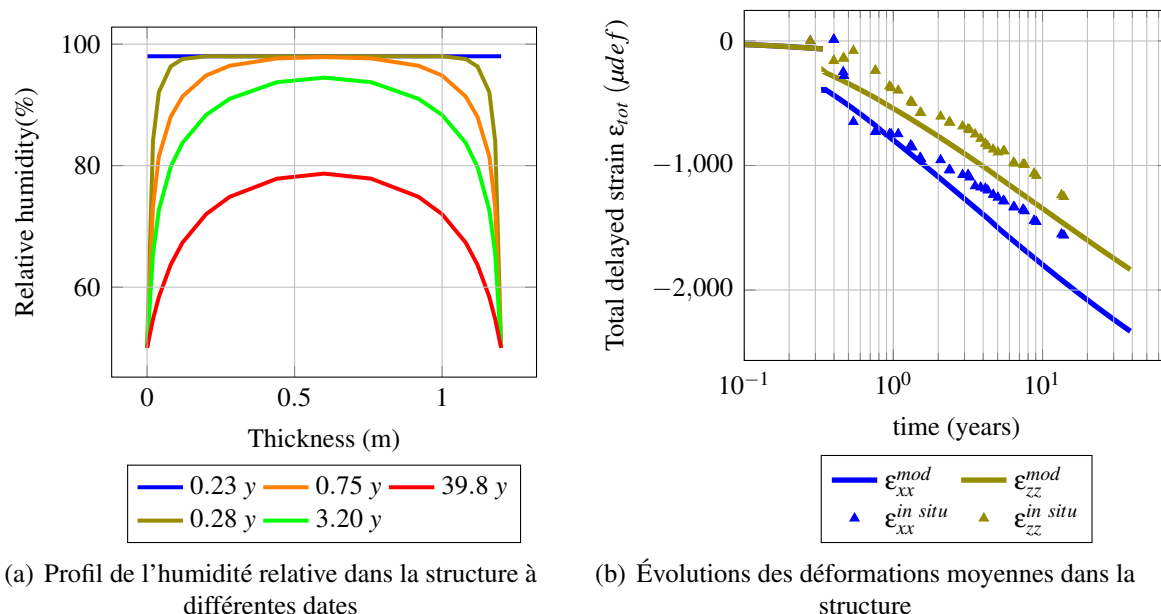 100
80
60
Relative humidity(%)
0 0.5 1
Thickness (m)
0.23 y 0.75 y 39.8 y
0.28 y 3.20 y
(a) Profil de l'humidité relative dans la structure à
différentes dates
0
−1,000
−2,000
Total delayed strain ε_tot (μdef)
10^−1 10^0 10^1
time (years)
ε_xx^mod ε_zz^mod
ε_xx^in situ ε_zz^in situ
(b) Évolutions des déformations moyennes dans la
structure